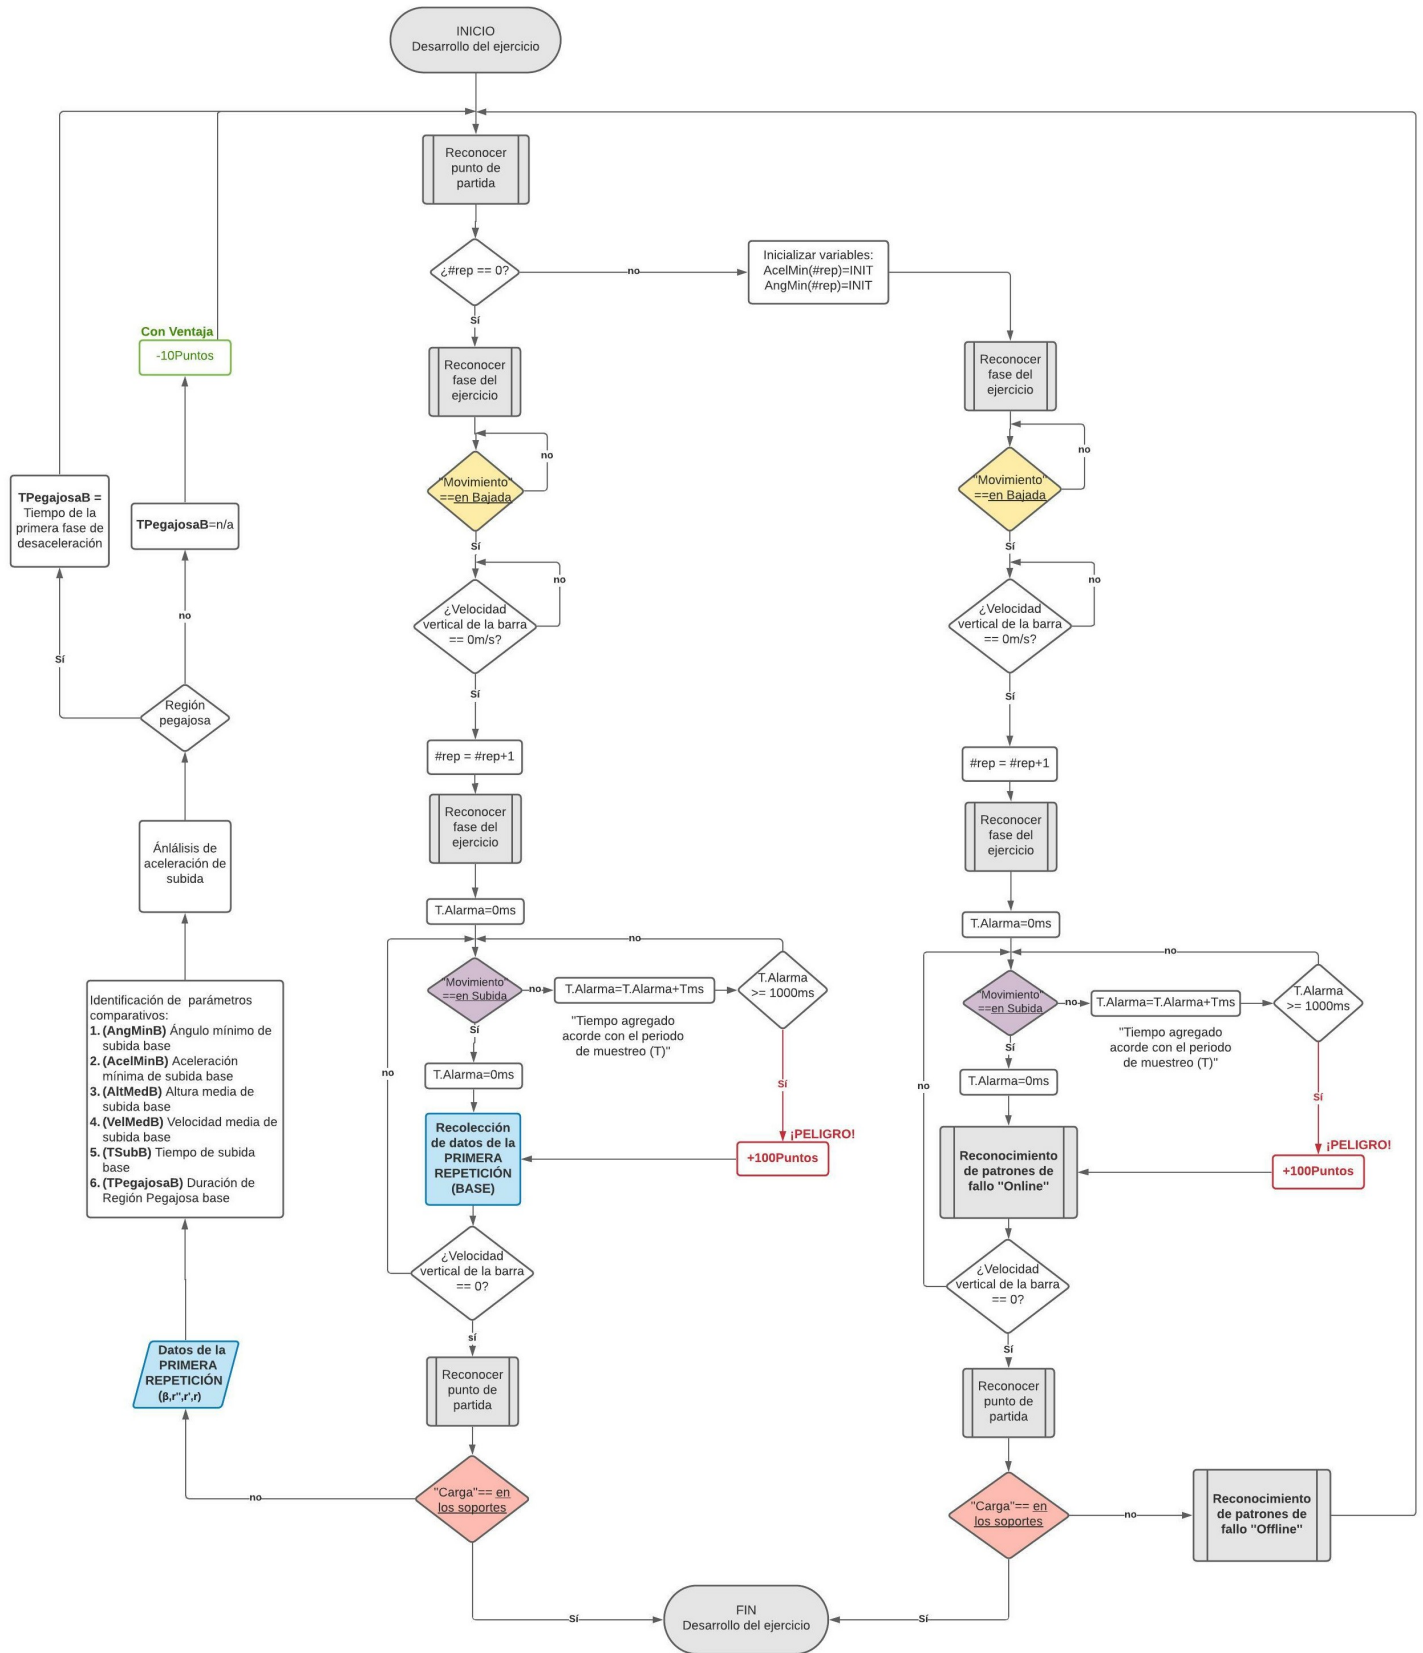 INICIO
Desarrollo del ejercicio
Reconocer
punto de
partida
¿#rep == 0?
no
Inicializar variables:
AcelMin(#rep)=INIT
AngMin(#rep)=INIT
Sí
Reconocer
fase del
ejercicio
"Movimiento"
==en Bajada
no
Sí
¿Velocidad
vertical de la barra
== 0m/s?
no
Sí
#rep = #rep+1
Reconocer
fase del
ejercicio
T.Alarma=0ms
no
"Movimiento"
==en Subida
no
T.Alarma=T.Alarma+Tms
T.Alarma
>= 1000ms
"Tiempo agregado
acorde con el periodo
de muestreo (T)"
Sí
T.Alarma=0ms
Sí
¡PELIGRO!
+100Puntos
Recolección
de datos de la
PRIMERA
REPETICIÓN
(BASE)
no
¿Velocidad
vertical de la barra
== 0?
sí
Reconocer
punto de
partida
"Carga"== en
los soportes
no
Sí
Datos de la
PRIMERA
REPETICIÓN
(β,r",r',r)
Identificación de parámetros
comparativos:
1. (AngMinB) Ángulo mínimo de
subida base
2. (AcelMinB) Aceleración
mínima de subida base
3. (AltMedB) Altura media de
subida base
4. (VelMedB) Velocidad media de
subida base
5. (TSubB) Tiempo de subida
base
6. (TPegajosaB) Duración de
Región Pegajosa base
Ánlálisis de
aceleración de
subida
Región
pegajosa
Sí
no
TPegajosaB =
Tiempo de la
primera fase de
desaceleración
TPegajosaB=n/a
Con Ventaja
-10Puntos
Reconocer
fase del
ejercicio
"Movimiento"
==en Bajada
no
Sí
¿Velocidad
vertical de la barra
== 0m/s?
no
Sí
#rep = #rep+1
Reconocer
fase del
ejercicio
T.Alarma=0ms
no
"Movimiento"
==en Subida
no
T.Alarma=T.Alarma+Tms
T.Alarma
>= 1000ms
"Tiempo agregado
acorde con el periodo
de muestreo (T)"
Sí
T.Alarma=0ms
Sí
¡PELIGRO!
+100Puntos
Reconocimiento
de patrones de
fallo "Online"
no
¿Velocidad
vertical de la barra
== 0?
Sí
Reconocer
punto de
partida
"Carga"== en
los soportes
no
Reconocimiento
de patrones de
fallo "Offline"
Sí
FIN
Desarrollo del ejercicio